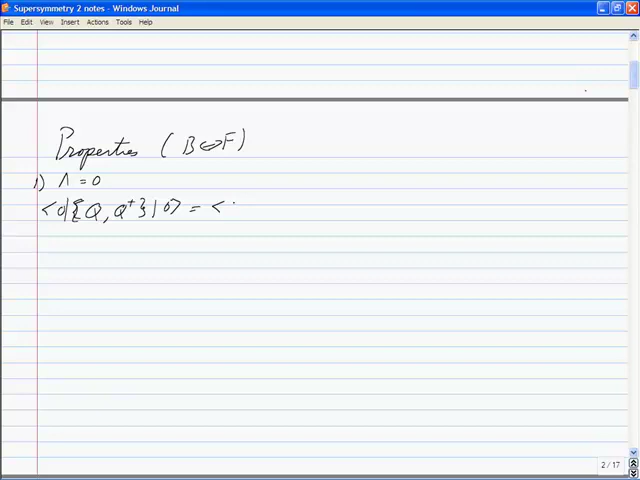 Supersymmetry 2 notes - Windows Journal
File Edit View Insert Actions Tools Help
Properties ( B⇔F )
1) Λ = 0
<0|{Q, Q†}|0> = <
2 / 17